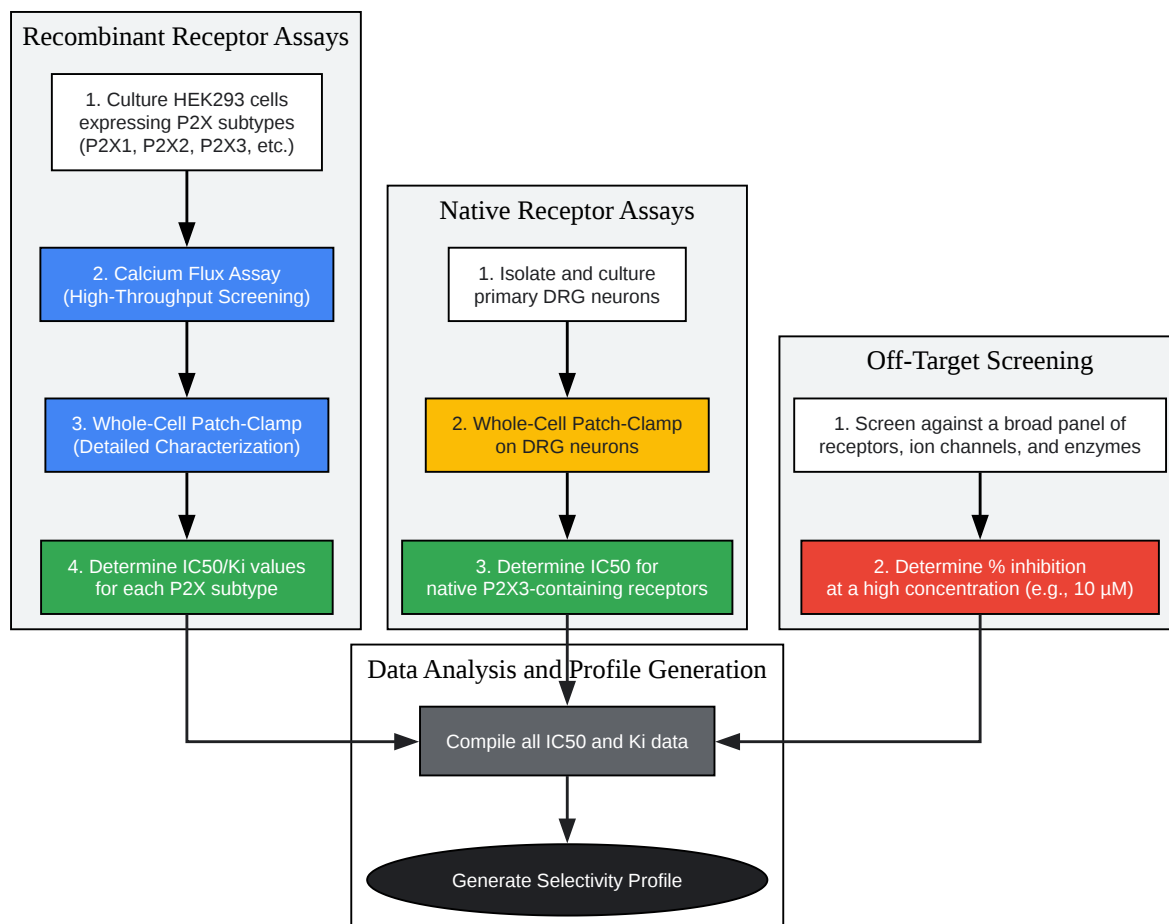 Recombinant Receptor Assays
1. Culture HEK293 cells
expressing P2X subtypes
(P2X1, P2X2, P2X3, etc.)
2. Calcium Flux Assay
(High-Throughput Screening)
3. Whole-Cell Patch-Clamp
(Detailed Characterization)
4. Determine IC50/Ki values
for each P2X subtype
Native Receptor Assays
1. Isolate and culture
primary DRG neurons
2. Whole-Cell Patch-Clamp
on DRG neurons
3. Determine IC50 for
native P2X3-containing receptors
Off-Target Screening
1. Screen against a broad panel of
receptors, ion channels, and enzymes
2. Determine % inhibition
at a high concentration (e.g., 10 µM)
Data Analysis and Profile Generation
Compile all IC50 and Ki data
Generate Selectivity Profile